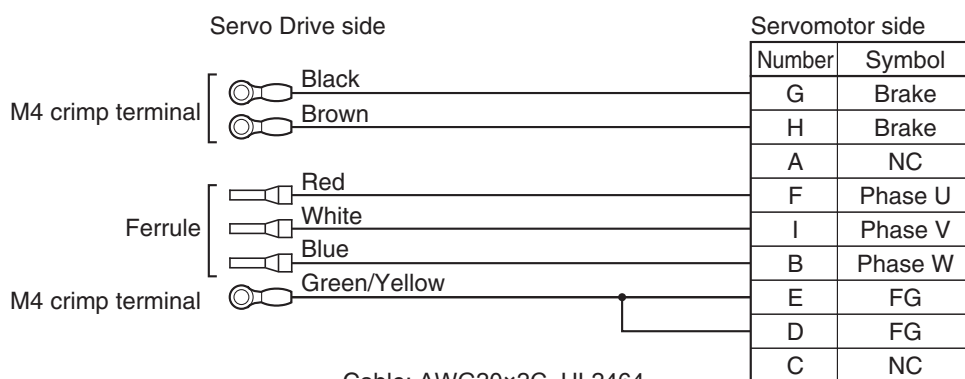 Servo Drive side
Servomotor side
Number Symbol
M4 crimp terminal
Black
G Brake
Brown
H Brake
A NC
Ferrule
Red
F Phase U
White
I Phase V
Blue
B Phase W
M4 crimp terminal
Green/Yellow
E FG
D FG
C NC